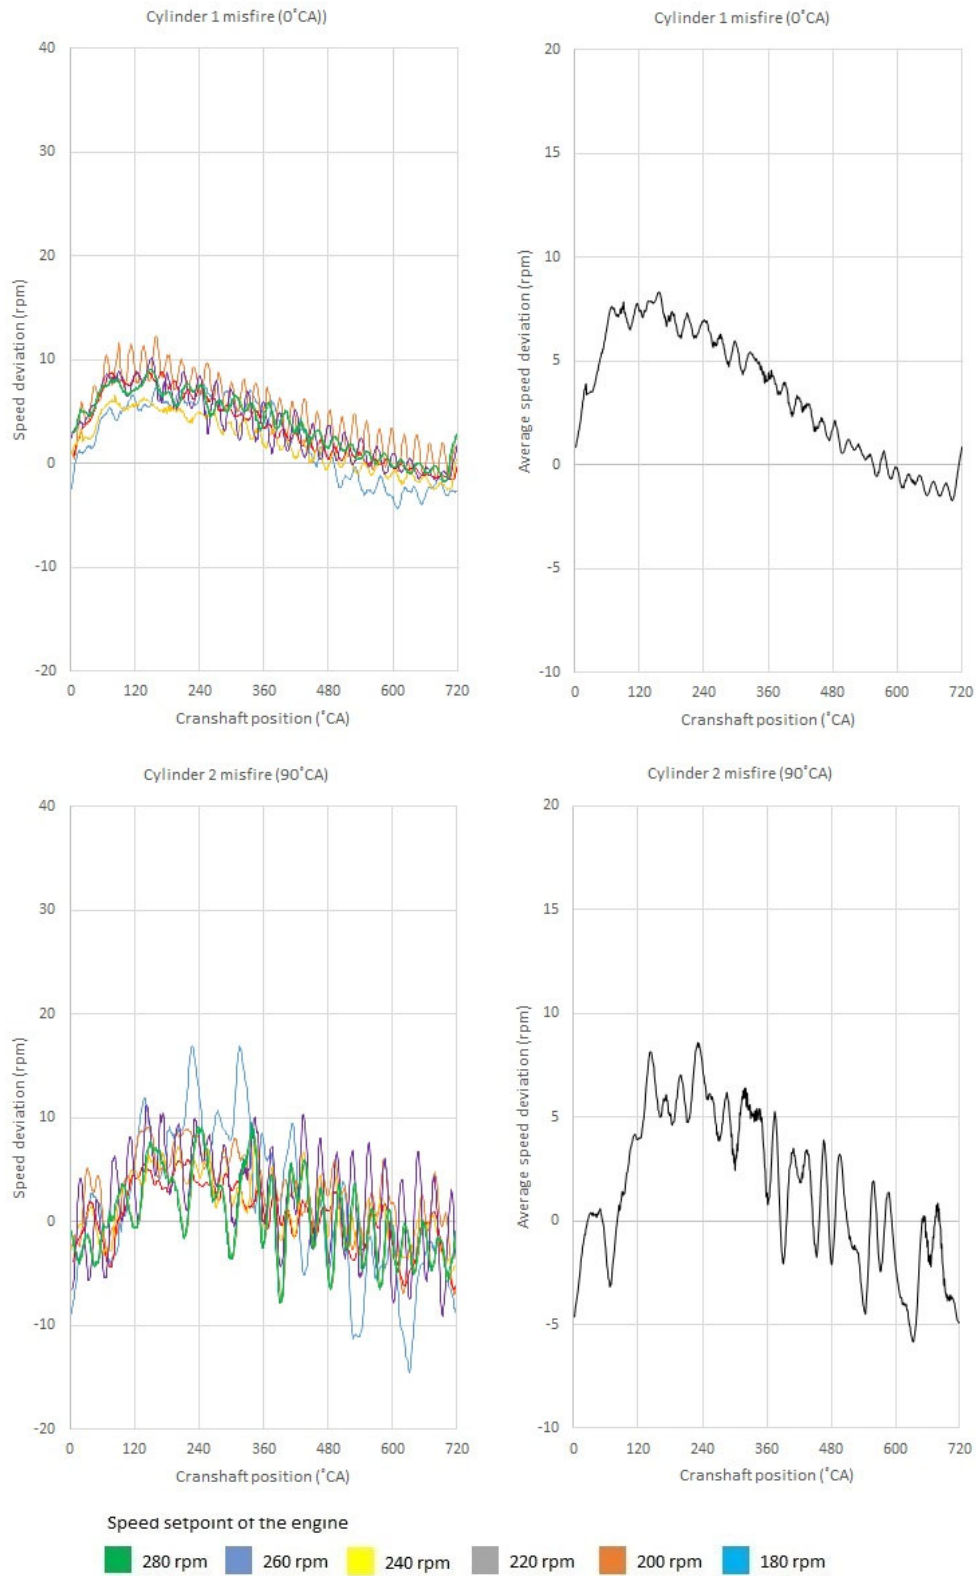 Cylinder 1 misfire (0˚CA))
Cylinder 1 misfire (0˚CA)
40
30
20
10
0
-10
-20
Speed deviation (rpm)
0 120 240 360 480 600 720
Cranshaft position (˚CA)
20
15
10
5
0
-5
-10
Average speed deviation (rpm)
0 120 240 360 480 600 720
Cranshaft position (˚CA)
Cylinder 2 misfire (90˚CA)
Cylinder 2 misfire (90˚CA)
40
30
20
10
0
-10
-20
Speed deviation (rpm)
0 120 240 360 480 600 720
Cranshaft position (˚CA)
20
15
10
5
0
-5
-10
Average speed deviation (rpm)
0 120 240 360 480 600 720
Cranshaft position (˚CA)
Speed setpoint of the engine
280 rpm 260 rpm 240 rpm 220 rpm 200 rpm 180 rpm